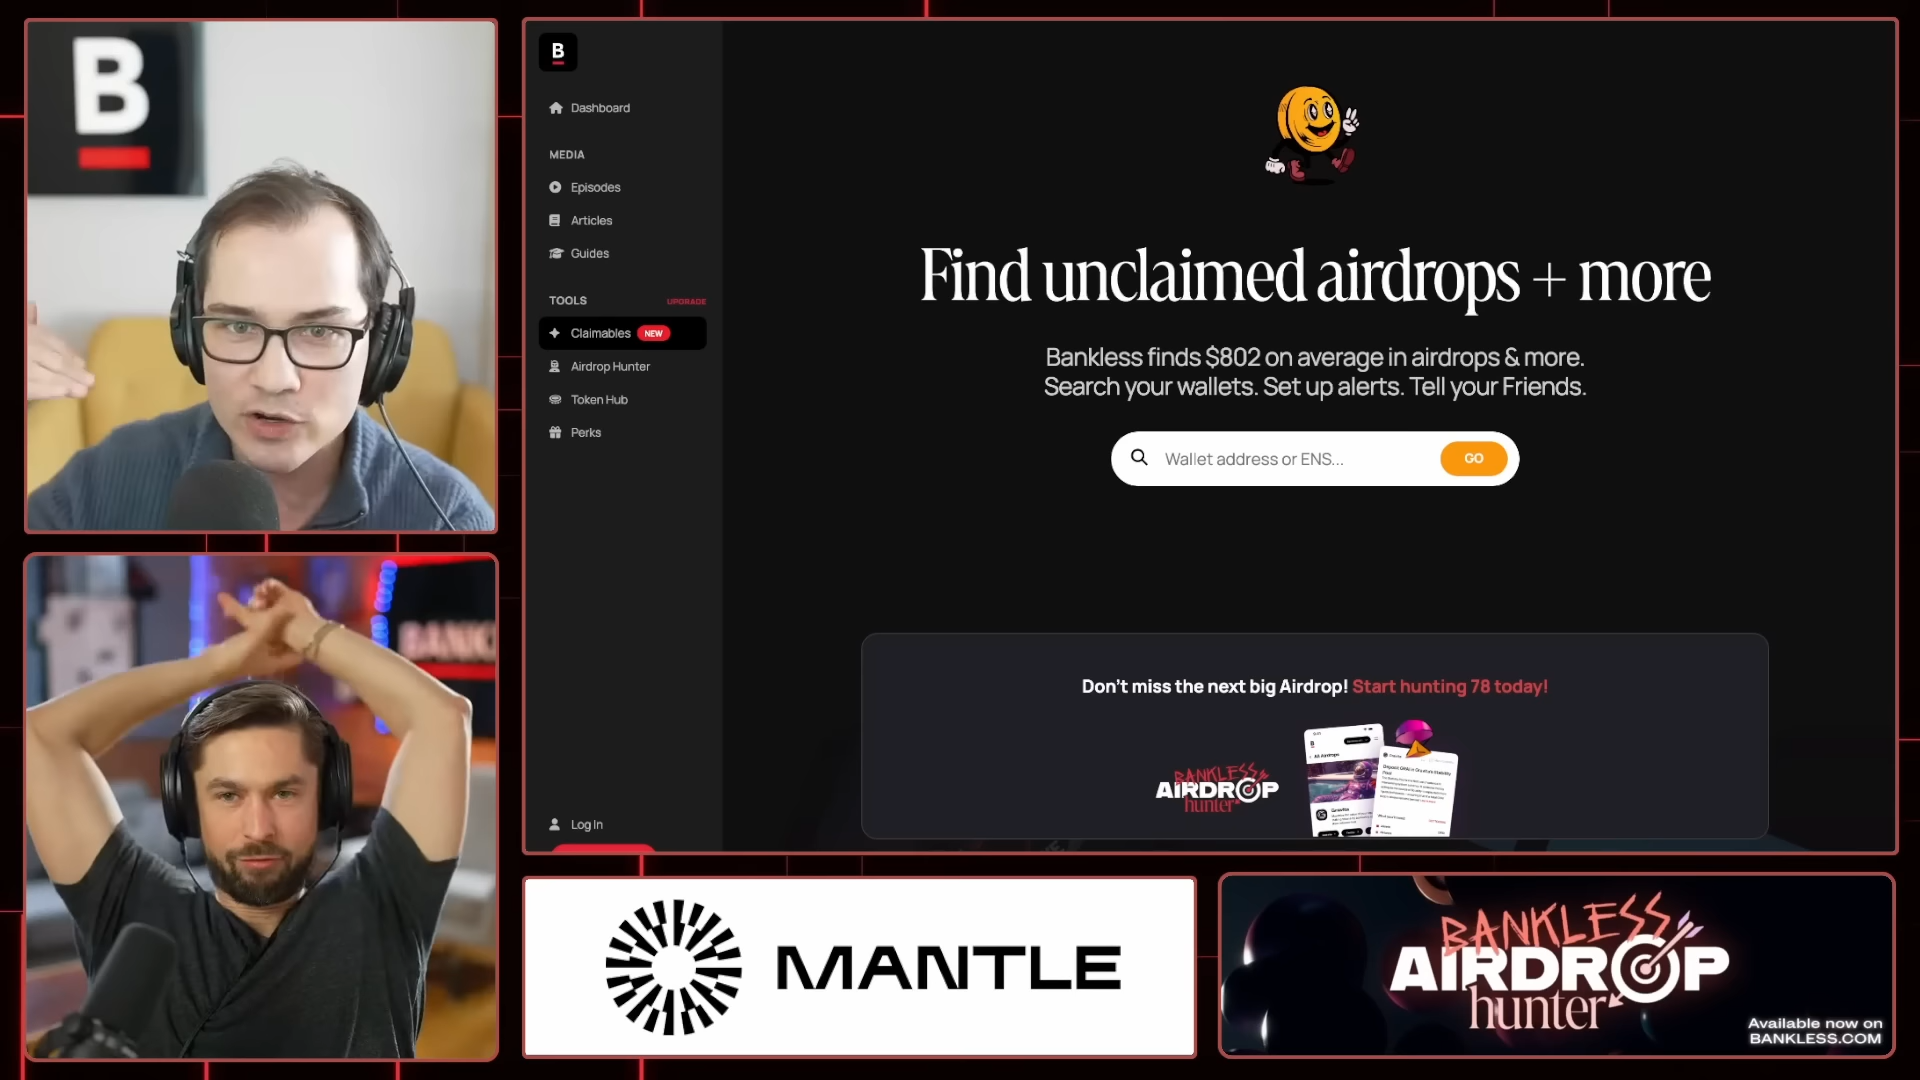 B
B
Dashboard
MEDIA
Episodes
Articles
Guides
TOOLS UPGRADE
Claimables NEW
Airdrop Hunter
Token Hub
Perks
Log In
Find unclaimed airdrops + more
Bankless finds $802 on average in airdrops & more.
Search your wallets. Set up alerts. Tell your Friends.
Wallet address or ENS... GO
Don't miss the next big Airdrop! Start hunting 78 today!
BANKLESS
AIRDROP
hunter
MANTLE
BANKLESS
AIRDROP
hunter
Available now on
BANKLESS.COM